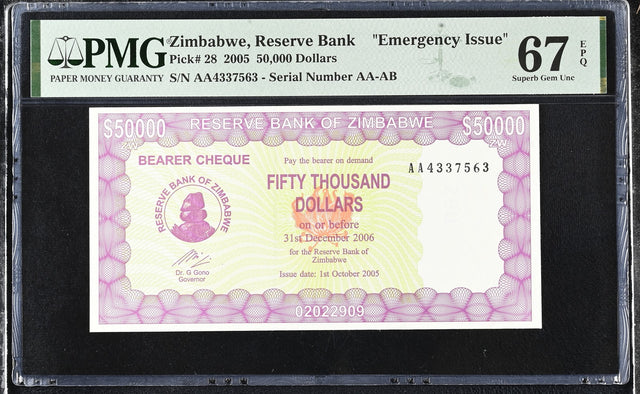 PMG
PAPER MONEY GUARANTY
Zimbabwe, Reserve Bank "Emergency Issue"
Pick# 28 2005 50,000 Dollars
S/N AA4337563 - Serial Number AA-AB
67
EPQ
Superb Gem Unc
$50000 RESERVE BANK OF ZIMBABWE $50000
ZW ZW
BEARER CHEQUE
Pay the bearer on demand
AA4337563
FIFTY THOUSAND
DOLLARS
on or before
31st December 2006
for the Reserve Bank of
Zimbabwe
Issue date: 1st October 2005
RESERVE BANK OF ZIMBABWE
Dr. G Gono
Governor
02022909